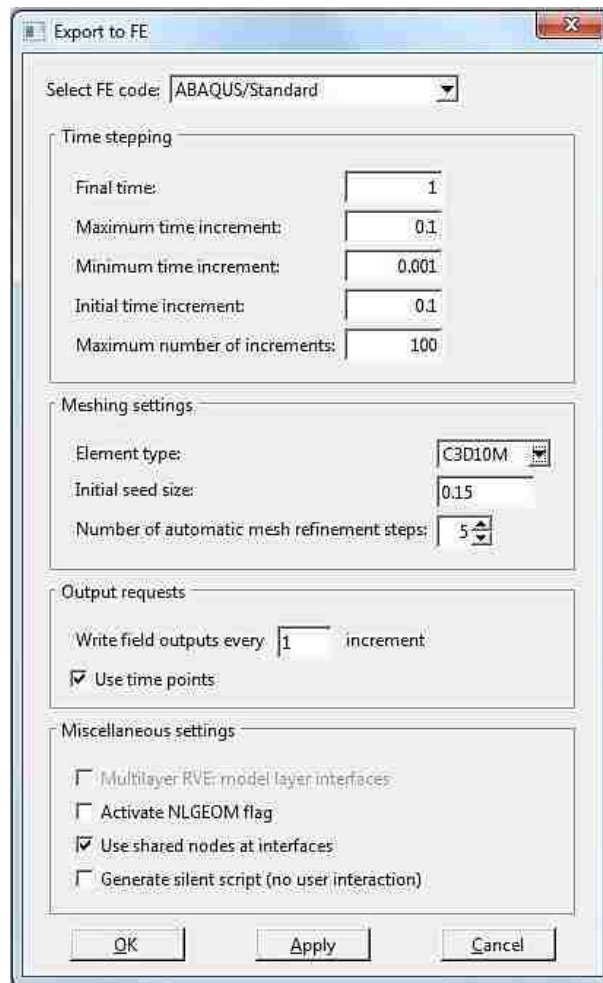 Export to FE
Select FE code: ABAQUS/Standard
Time stepping
Final time: 1
Maximum time increment: 0.1
Minimum time increment: 0.001
Initial time increment: 0.1
Maximum number of increments: 100
Meshing settings
Element type: C3D10M
Initial seed size: 0.15
Number of automatic mesh refinement steps: 5
Output requests
Write field outputs every 1 increment
Use time points
Miscellaneous settings
Multilayer RVE: model layer interfaces
Activate NLGEOM flag
Use shared nodes at interfaces
Generate silent script (no user interaction)
OK Apply Cancel